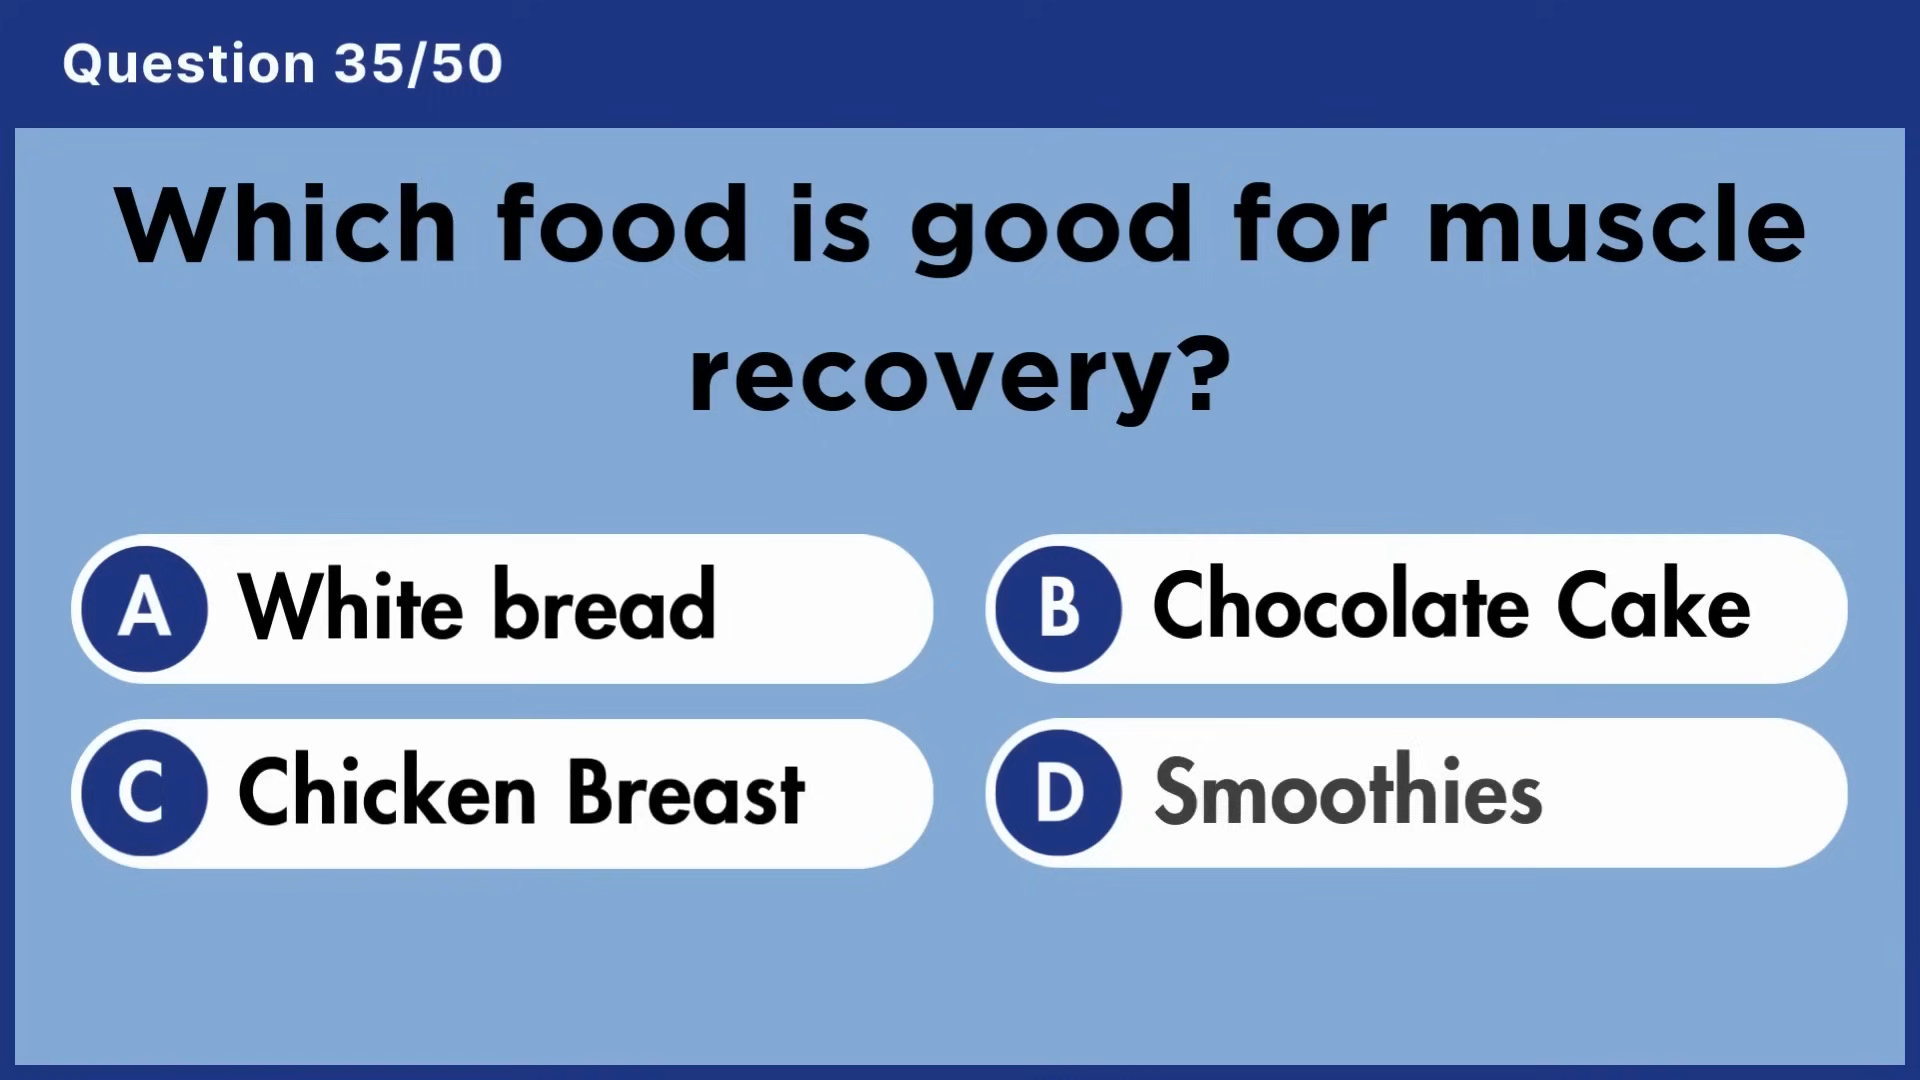 Question 35/50
Which food is good for muscle
recovery?
A White bread
B Chocolate Cake
C Chicken Breast
D Smoothies